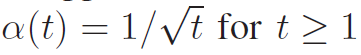 α(t) = 1/√t for t ≥ 1